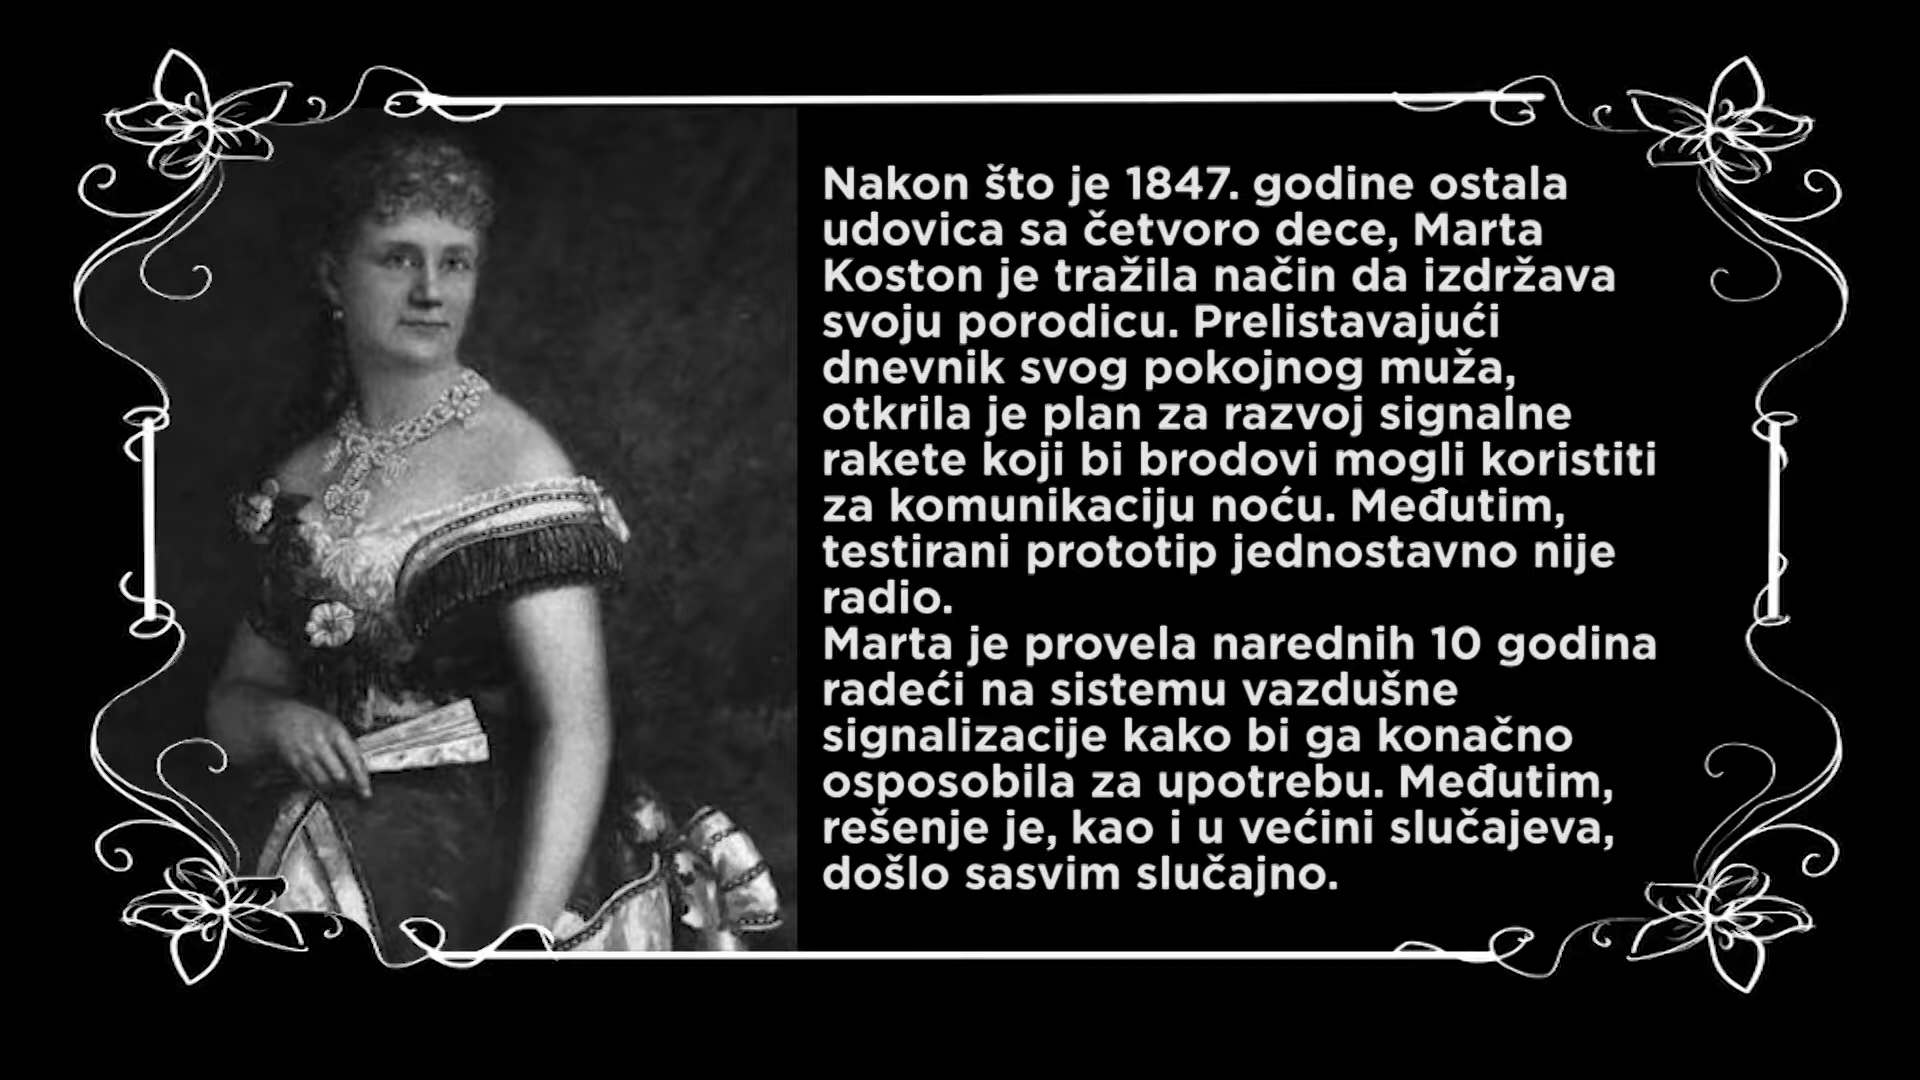 Nakon što je 1847. godine ostala
udovica sa četvoro dece, Marta
Koston je tražila način da izdržava
svoju porodicu. Prelistavajući
dnevnik svog pokojnog muža,
otkrila je plan za razvoj signalne
rakete koji bi brodovi mogli koristiti
za komunikaciju noću. Međutim,
testirani prototip jednostavno nije
radio.
Marta je provela narednih 10 godina
radeći na sistemu vazdušne
signalizacije kako bi ga konačno
osposobila za upotrebu. Međutim,
rešenje je, kao i u većini slučajeva,
došlo sasvim slučajno.